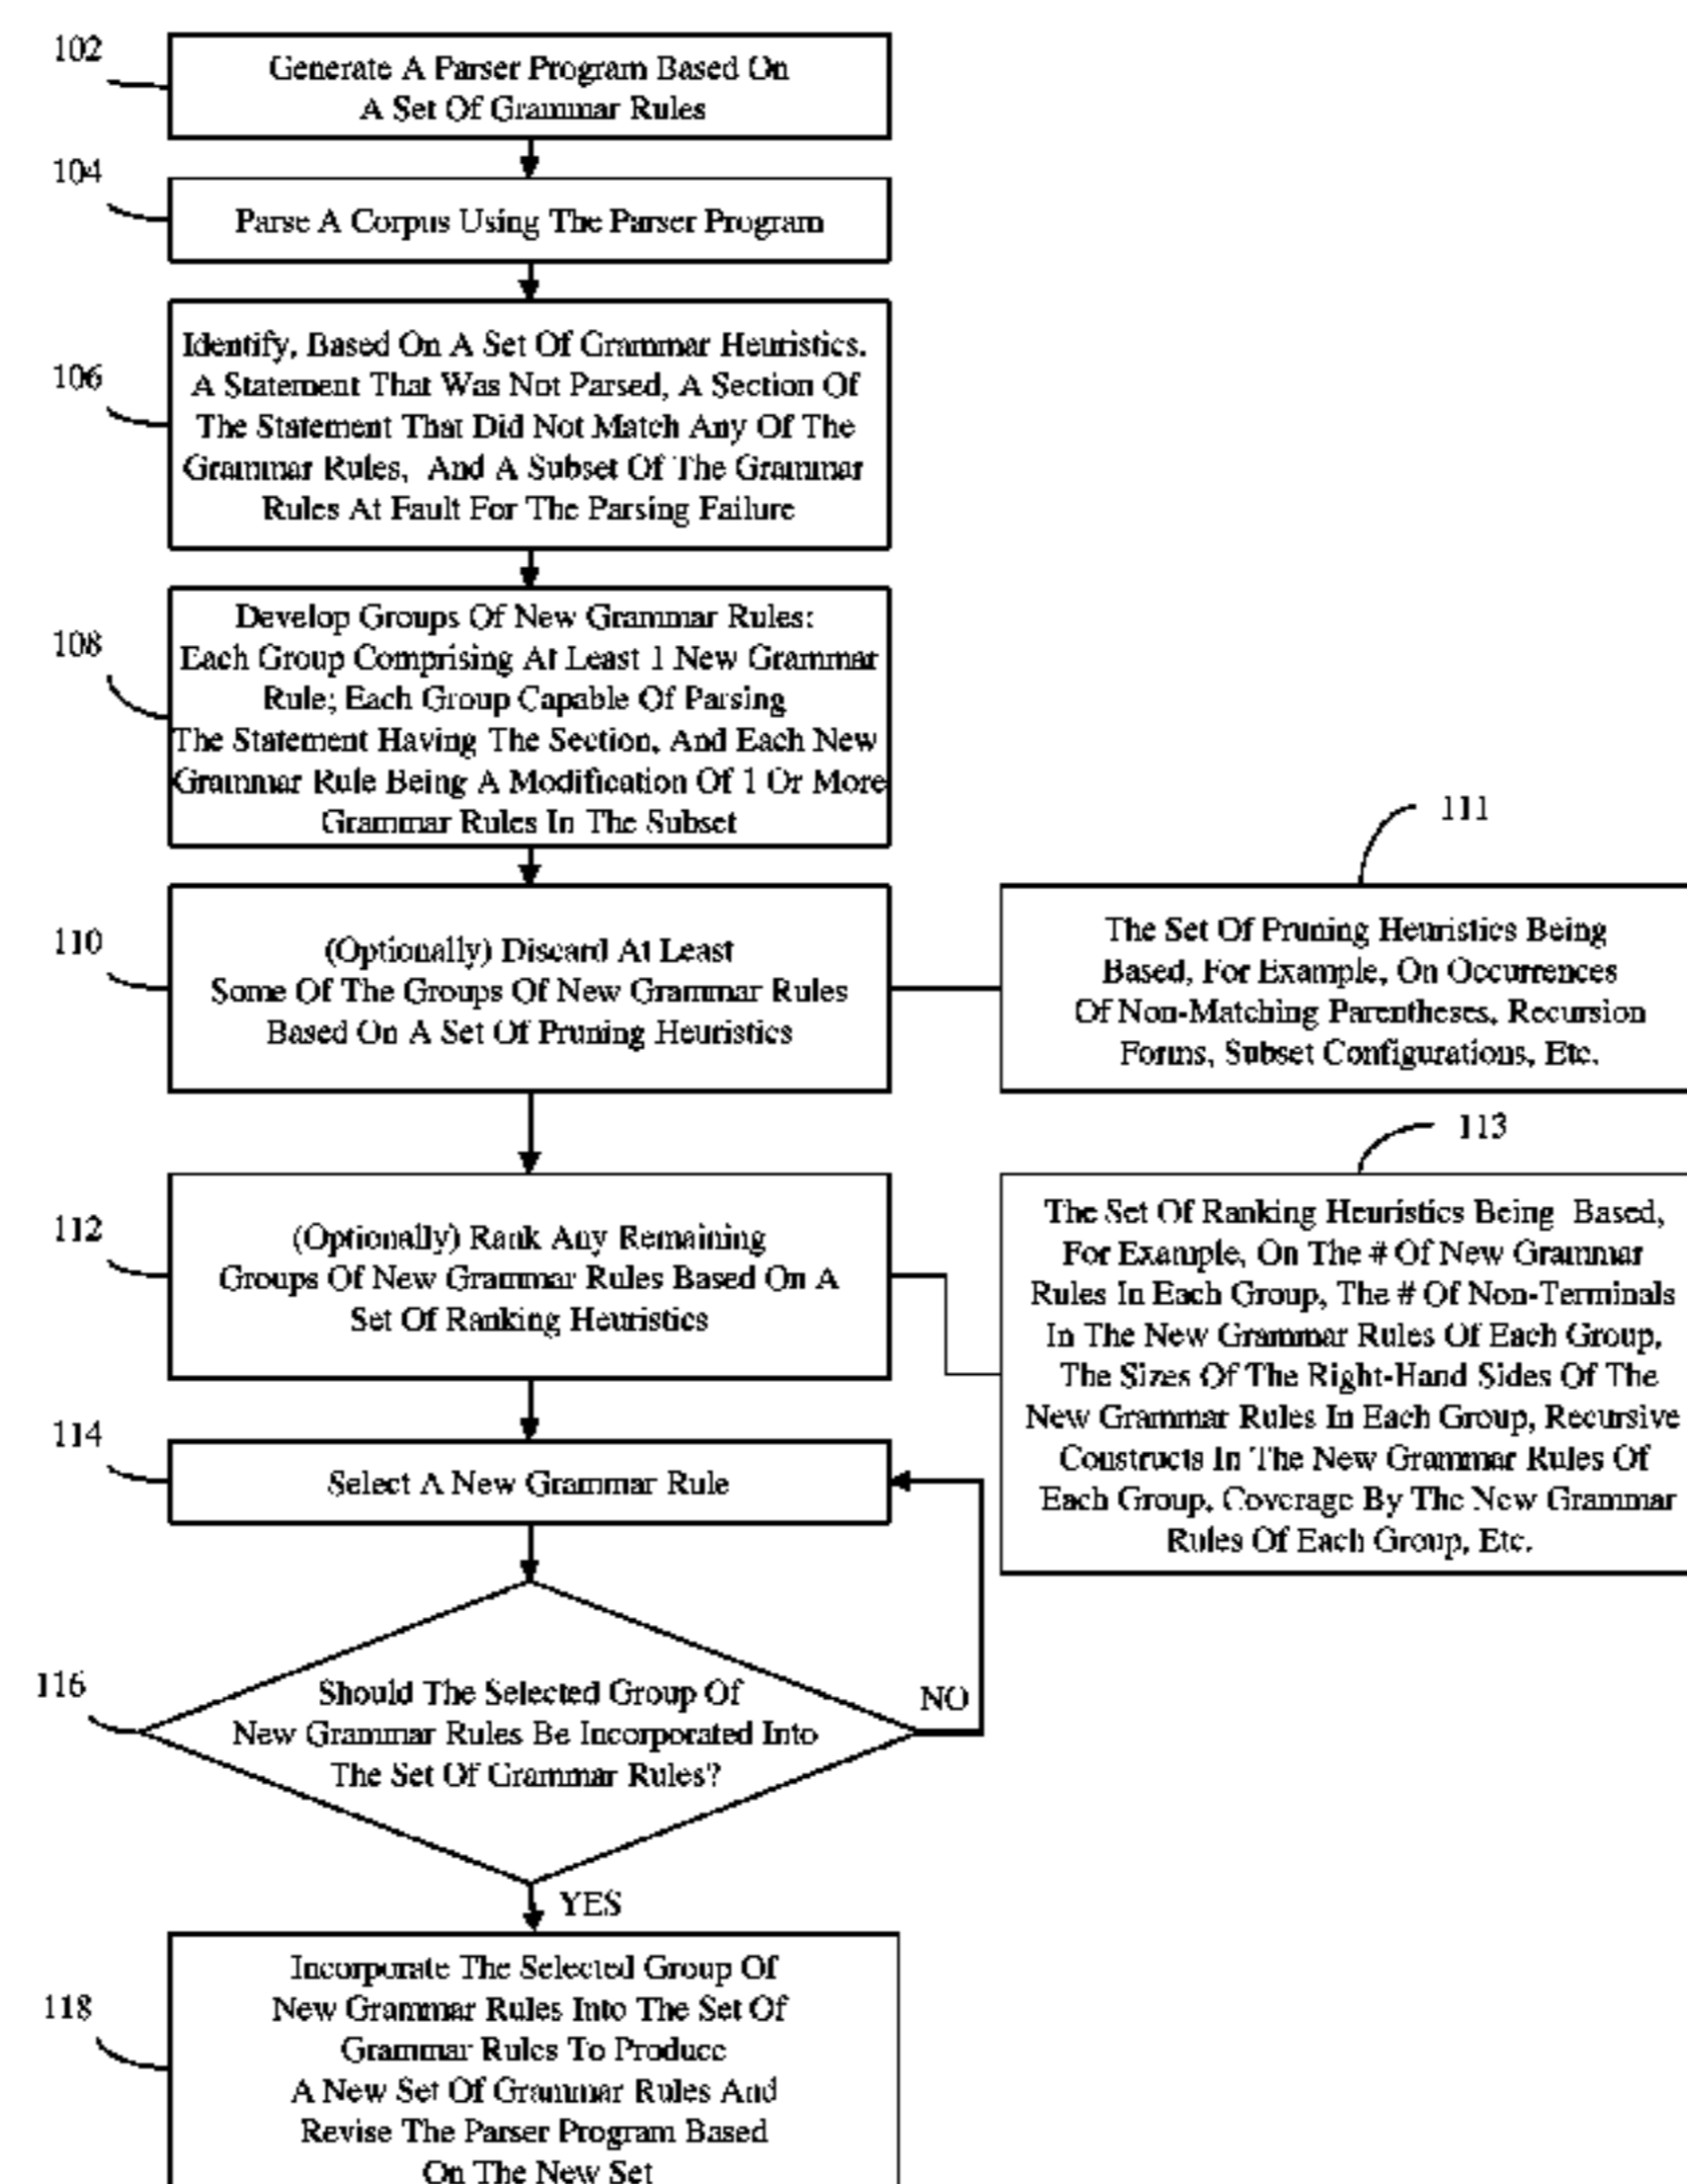 102
Generate A Parser Program Based On
A Set Of Grammar Rules
104
Parse A Corpus Using The Parser Program
106
Identify, Based On A Set Of Grammar Heuristics.
A Statement That Was Not Parsed, A Section Of
The Statement That Did Not Match Any Of The
Grammar Rules, And A Subset Of The Grammar
Rules At Fault For The Parsing Failure
108
Develop Groups Of New Grammar Rules:
Each Group Comprising At Least 1 New Grammar
Rule; Each Group Capable Of Parsing
The Statement Having The Section, And Each New
Grammar Rule Being A Modification Of 1 Or More
Grammar Rules In The Subset
110
(Optionally) Discard At Least
Some Of The Groups Of New Grammar Rules
Based On A Set Of Pruning Heuristics
111
The Set Of Pruning Heuristics Being
Based, For Example, On Occurrences
Of Non-Matching Parentheses, Recursion
Forms, Subset Configurations, Etc.
112
(Optionally) Rank Any Remaining
Groups Of New Grammar Rules Based On A
Set Of Ranking Heuristics
113
The Set Of Ranking Heuristics Being Based,
For Example, On The # Of New Grammar
Rules In Each Group, The # Of Non-Terminals
In The New Grammar Rules Of Each Group,
The Sizes Of The Right-Hand Sides Of The
New Grammar Rules In Each Group, Recursive
Constructs In The New Grammar Rules Of
Each Group, Coverage By The New Grammar
Rules Of Each Group, Etc.
114
Select A New Grammar Rule
116
Should The Selected Group Of
New Grammar Rules Be Incorporated Into
The Set Of Grammar Rules?
NO
YES
118
Incorporate The Selected Group Of
New Grammar Rules Into The Set Of
Grammar Rules To Produce
A New Set Of Grammar Rules And
Revise The Parser Program Based
On The New Set